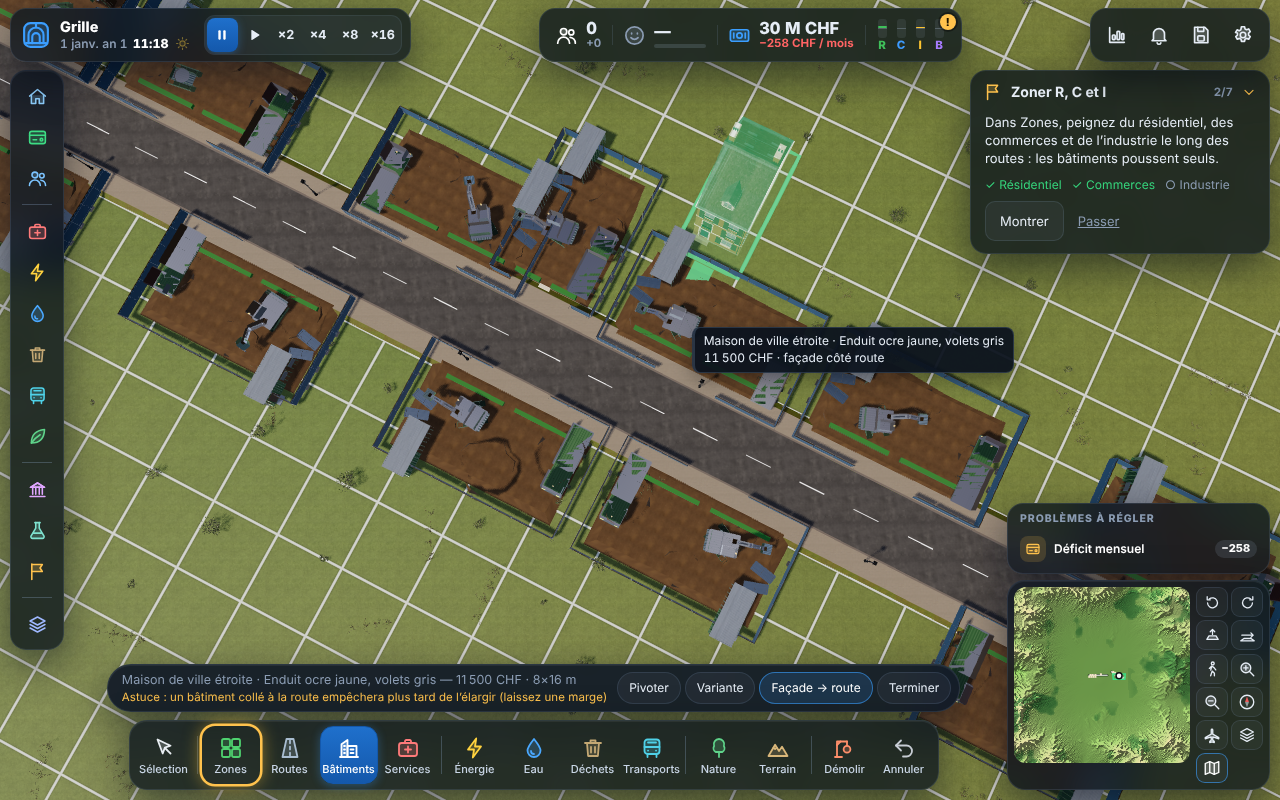 Grille
1 janv. an 1 11:18
×2 ×4 ×8 ×16
0
+0
—
30 M CHF
−258 CHF / mois
R C I B
!
Zoner R, C et I 2/7
Dans Zones, peignez du résidentiel, des
commerces et de l’industrie le long des
routes : les bâtiments poussent seuls.
✓ Résidentiel ✓ Commerces ○ Industrie
Montrer Passer
Maison de ville étroite · Enduit ocre jaune, volets gris
11 500 CHF · façade côté route
PROBLÈMES À RÉGLER
Déficit mensuel −258
Maison de ville étroite · Enduit ocre jaune, volets gris — 11 500 CHF · 8×16 m
Astuce : un bâtiment collé à la route empêchera plus tard de l’élargir (laissez une marge)
Pivoter Variante Façade → route Terminer
Sélection Zones Routes Bâtiments Services Énergie Eau Déchets Transports Nature Terrain Démolir Annuler